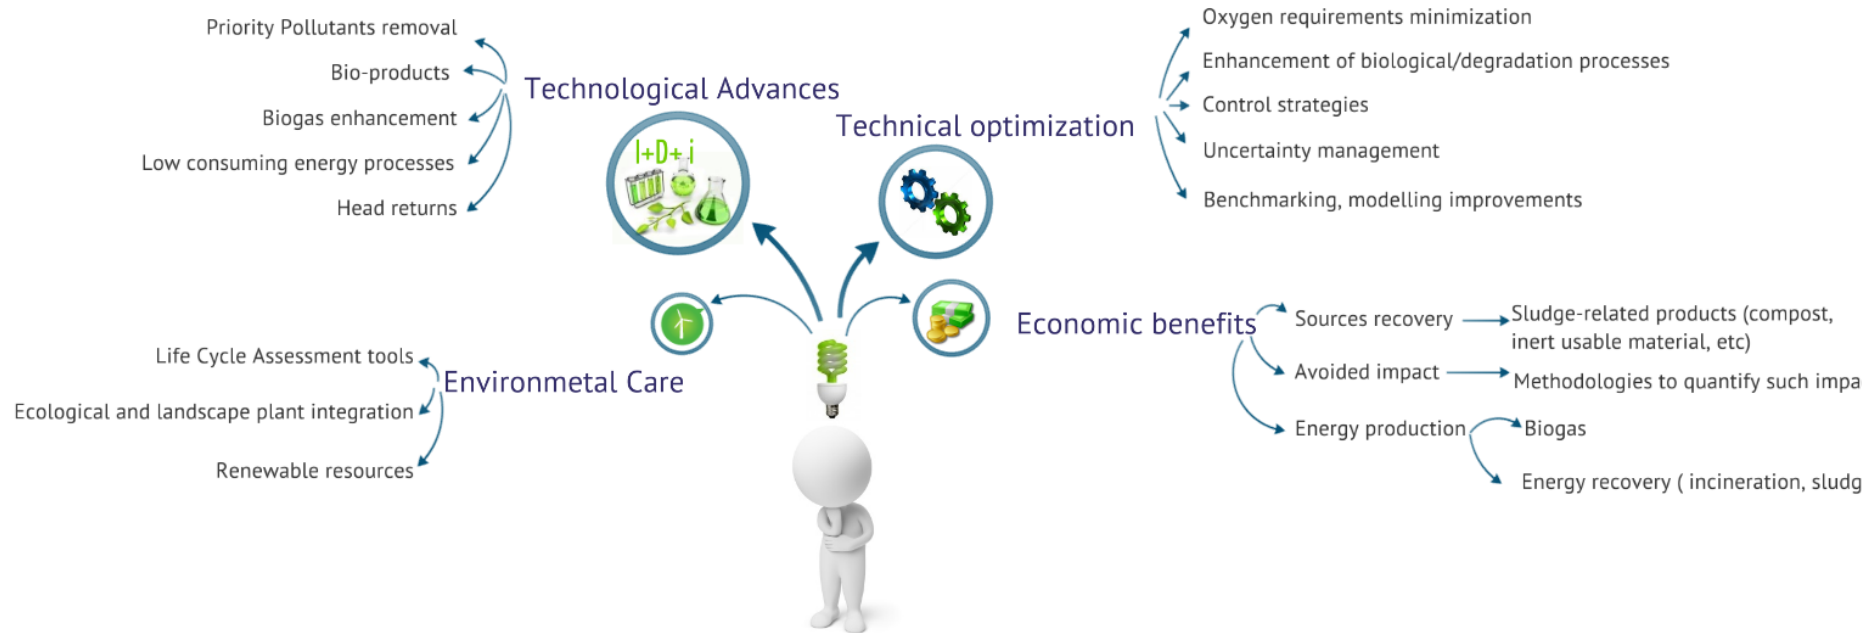 Priority Pollutants removal
Bio-products
Biogas enhancement
Low consuming energy processes
Head returns
Technological Advances
I+D+i
Technical optimization
Oxygen requirements minimization
Enhancement of biological/degradation processes
Control strategies
Uncertainty management
Benchmarking, modelling improvements
Life Cycle Assessment tools
Ecological and landscape plant integration
Renewable resources
Environmetal Care
Economic benefits
Sources recovery
Sludge-related products (compost,
inert usable material, etc)
Avoided impact
Methodologies to quantify such impa
Energy production
Biogas
Energy recovery ( incineration, sludg